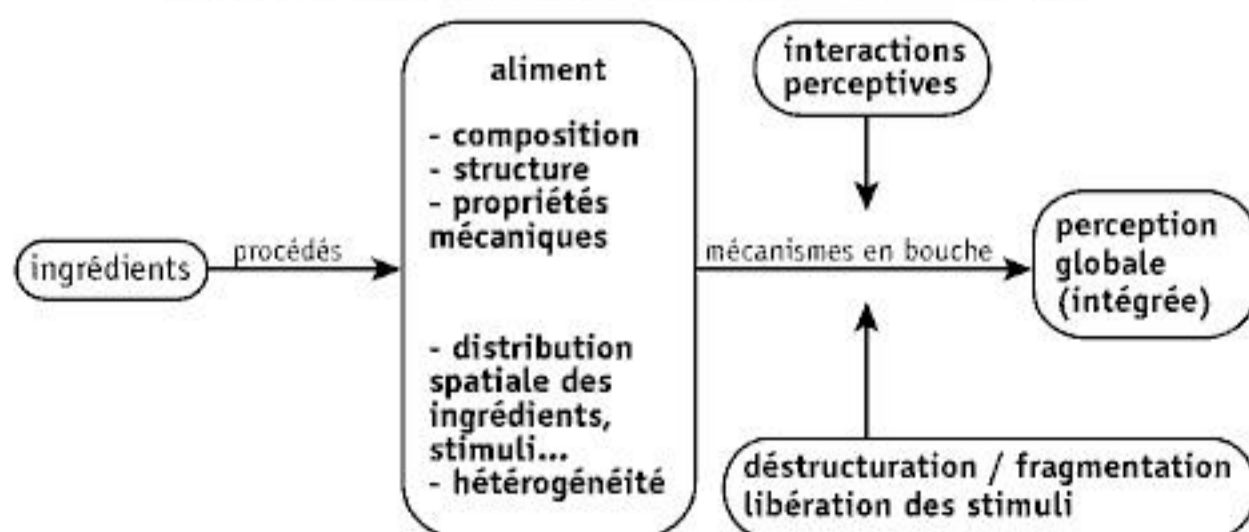 ingrédients
procédés
aliment
- composition
- structure
- propriétés
mécaniques
- distribution
spatiale des
ingrédients,
stimuli...
- hétérogénéité
interactions
perceptives
mécanismes en bouche
déstructuration / fragmentation
libération des stimuli
perception
globale
(intégrée)